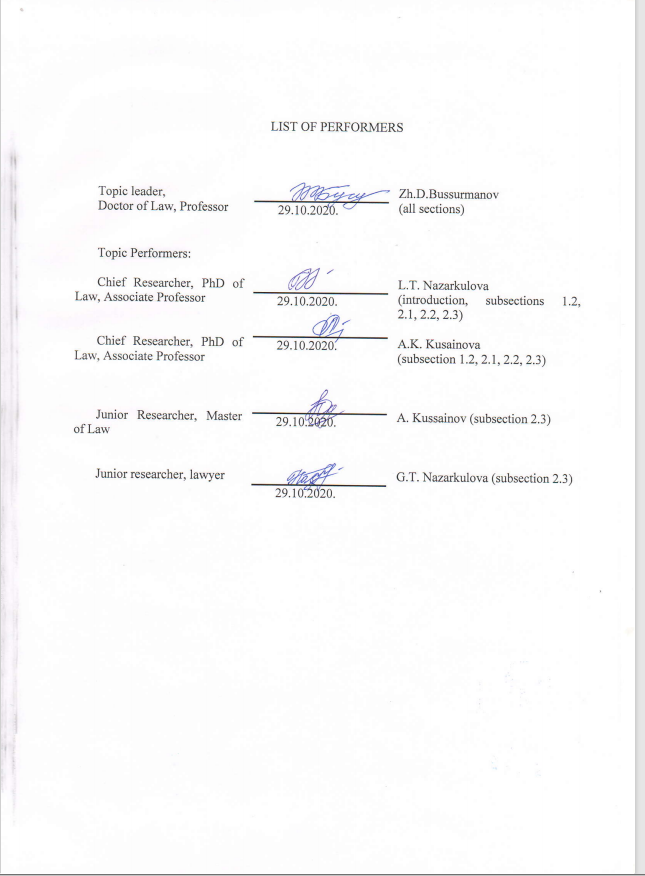 LIST OF PERFORMERS
Topic leader,
Doctor of Law, Professor
29.10.2020.
Zh.D.Bussurmanov
(all sections)
Topic Performers:
Chief Researcher, PhD of
Law, Associate Professor
29.10.2020.
L.T. Nazarkulova
(introduction, subsections 1.2,
2.1, 2.2, 2.3)
Chief Researcher, PhD of
Law, Associate Professor
29.10.2020.
A.K. Kusainova
(subsection 1.2, 2.1, 2.2, 2.3)
Junior Researcher, Master
of Law
29.10.2020.
A. Kussainov (subsection 2.3)
Junior researcher, lawyer
29.10.2020.
G.T. Nazarkulova (subsection 2.3)